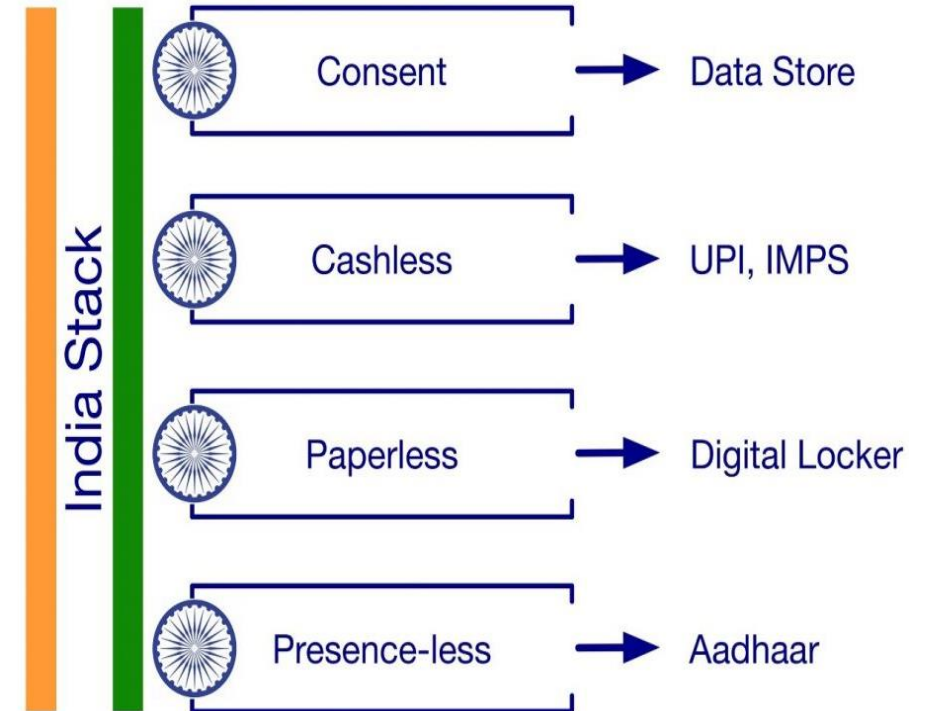 India Stack
Consent
Data Store
Cashless
UPI, IMPS
Paperless
Digital Locker
Presence-less
Aadhaar